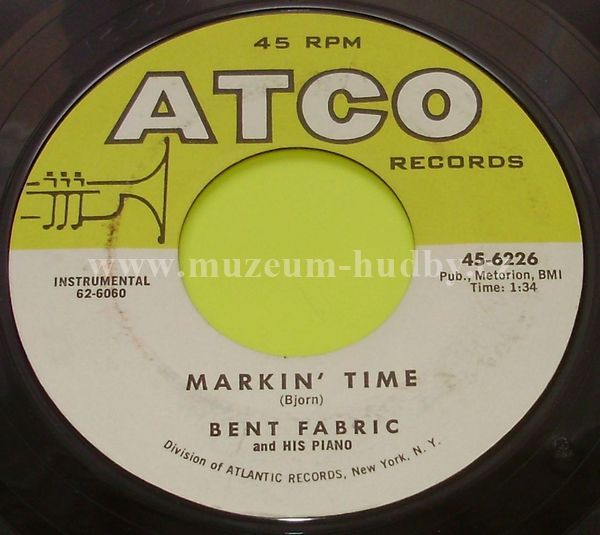 45 RPM
ATCO
RECORDS
INSTRUMENTAL
62-6060
45-6226
Pub., Metorion, BMI
Time: 1:34
www.muzeum-hudby
MARKIN' TIME
(Bjorn)
BENT FABRIC
and HIS PIANO
Division of ATLANTIC RECORDS, New York, N. Y.